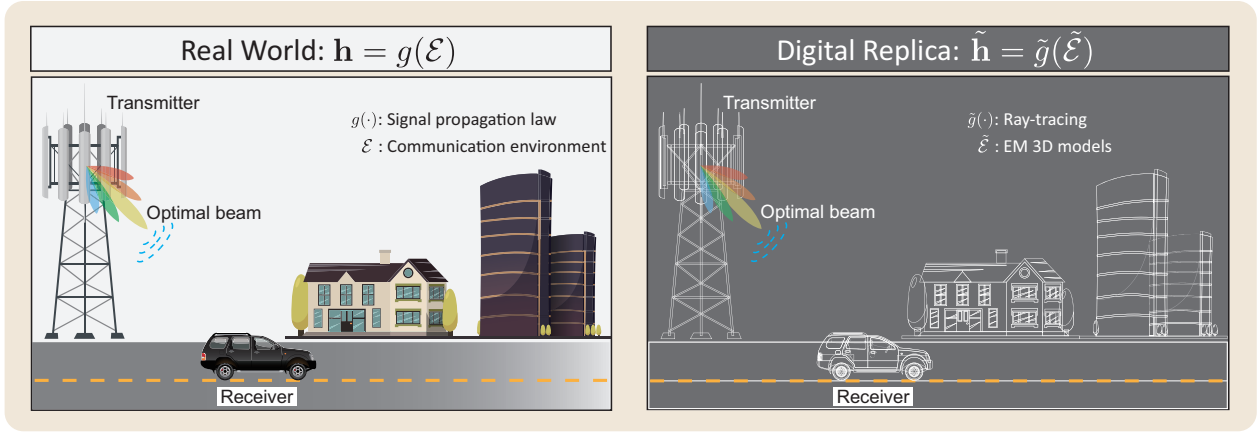 Real World: 𝐡 = g(ℰ)
Transmitter
g(·): Signal propagation law
ℰ : Communication environment
Optimal beam
Receiver
Digital Replica: 𝐡̃ = g̃(ℰ̃)
Transmitter
g̃(·): Ray-tracing
ℰ̃ : EM 3D models
Optimal beam
Receiver